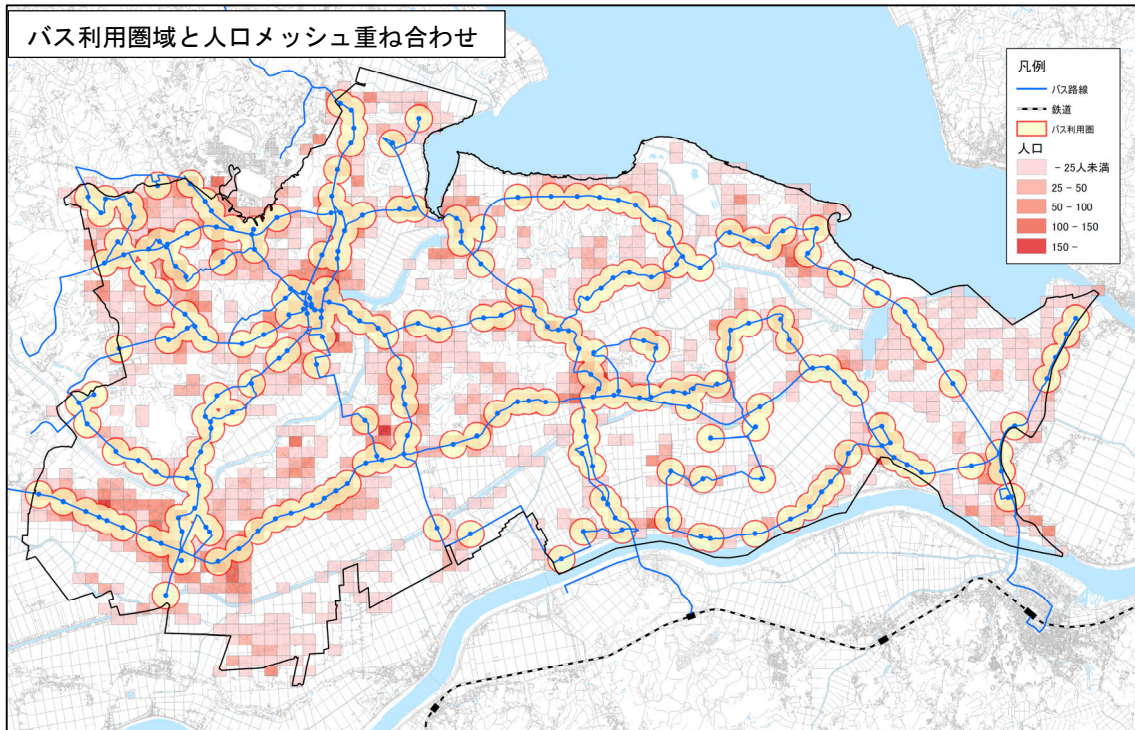 バス利用圏域と人口メッシュ重ね合わせ
凡例
バス路線
鉄道
バス利用圏
人口
- 25人未満
25 - 50
50 - 100
100 - 150
150 -